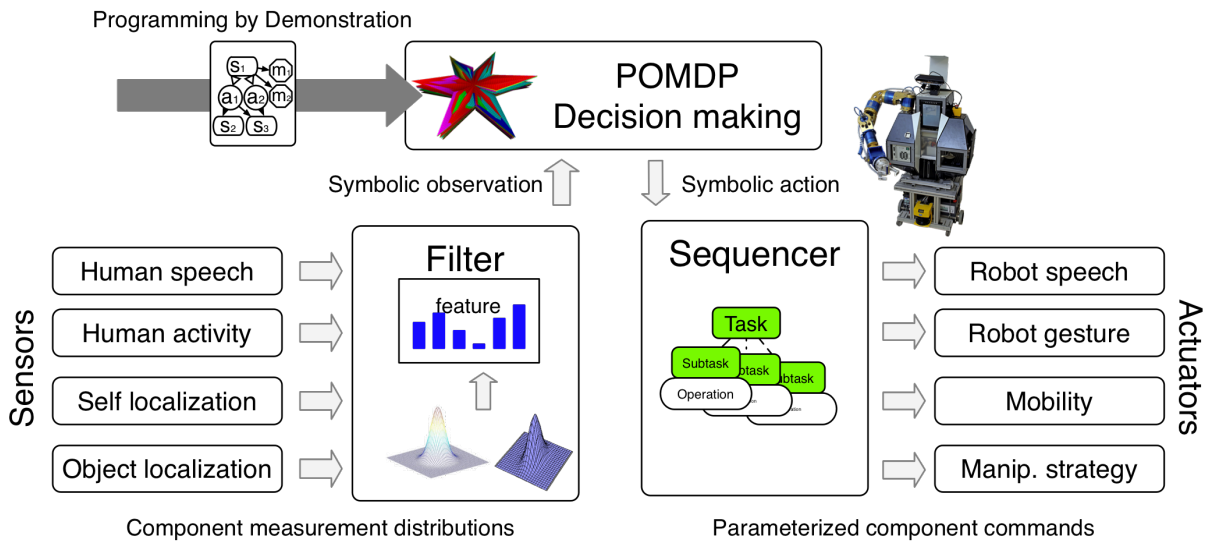 Programming by Demonstration
s1
m1
a1
a2
m2
s2
s3
POMDP
Decision making
Symbolic observation
Symbolic action
Sensors
Human speech
Human activity
Self localization
Object localization
Filter
feature
Component measurement distributions
Sequencer
Task
Subtask
btask
ubtask
Operation
Robot speech
Robot gesture
Mobility
Manip. strategy
Actuators
Parameterized component commands